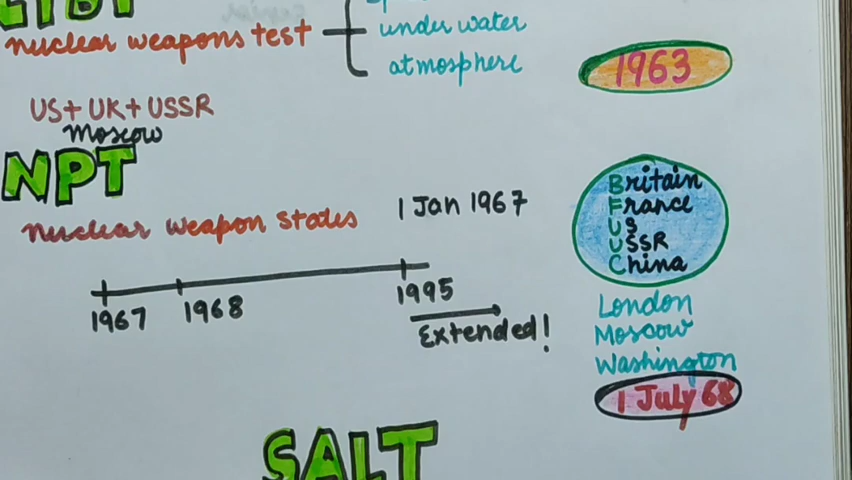 LTBT
nuclear weapons test
under water
atmosphere
1963
US+ UK+ USSR
Moscow
NPT
nuclear weapon states
1 Jan 1967
Britain
France
US
USSR
China
1967
1968
1995
Extended!
London
Moscow
Washington
1 July 68
SALT